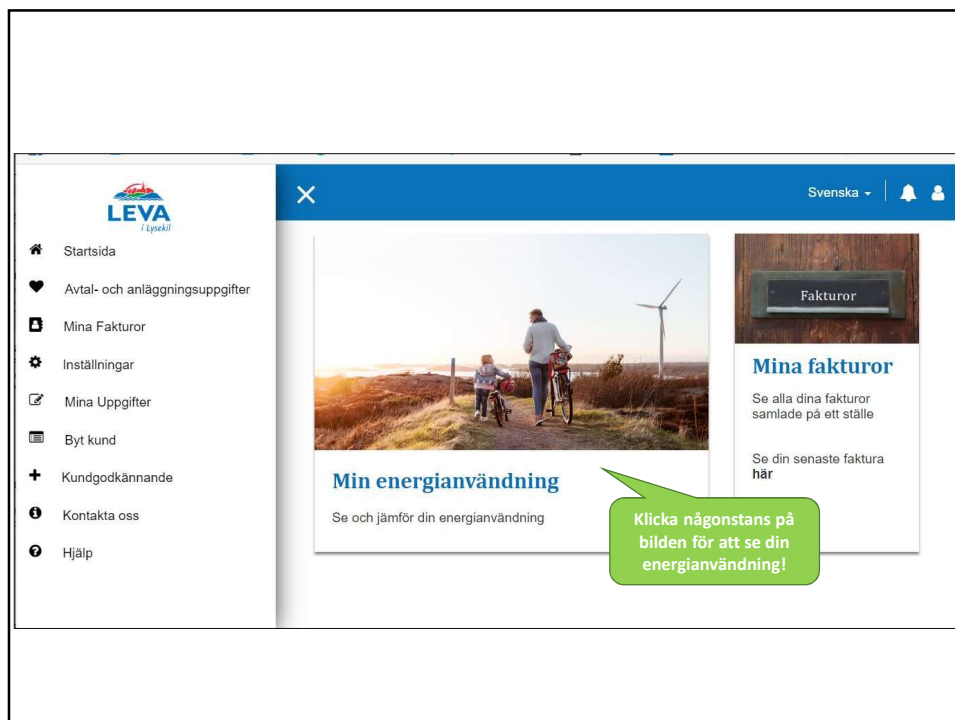 LEVA
i Lysekil
Startsida
Avtal- och anläggningsuppgifter
Mina Fakturor
Inställningar
Mina Uppgifter
Byt kund
Kundgodkännande
Kontakta oss
Hjälp
Svenska
Min energianvändning
Se och jämför din energianvändning
Fakturor
Mina fakturor
Se alla dina fakturor
samlade på ett ställe
Se din senaste faktura
här
Klicka någonstans på
bilden för att se din
energianvändning!